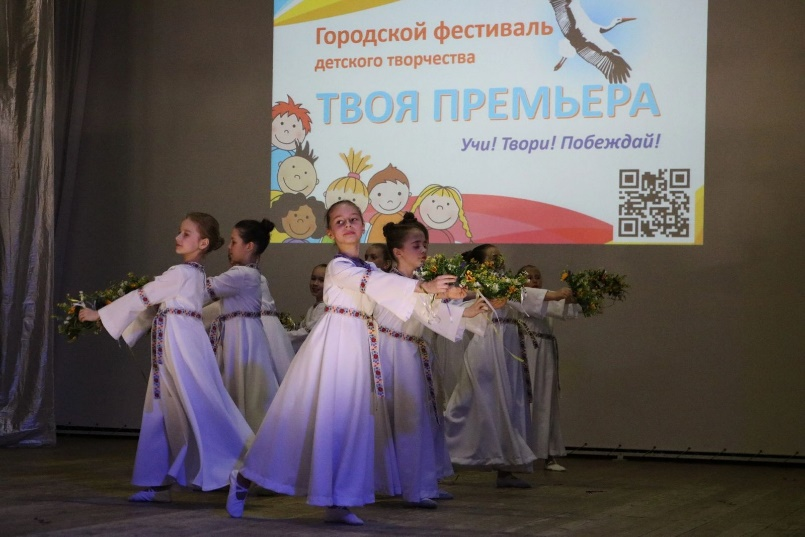 Городской фестиваль
детского творчества
ТВОЯ ПРЕМЬЕРА
Учи! Твори! Побеждай!